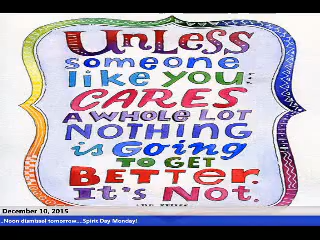 UNLESS
someone
like YOU
CARES
A WHOLE LOT
NOTHING
is GOING
TO GET
BETTER.
It's NOT.
December 10, 2015
..Noon dismissal tomorrow....Spirit Day Monday!